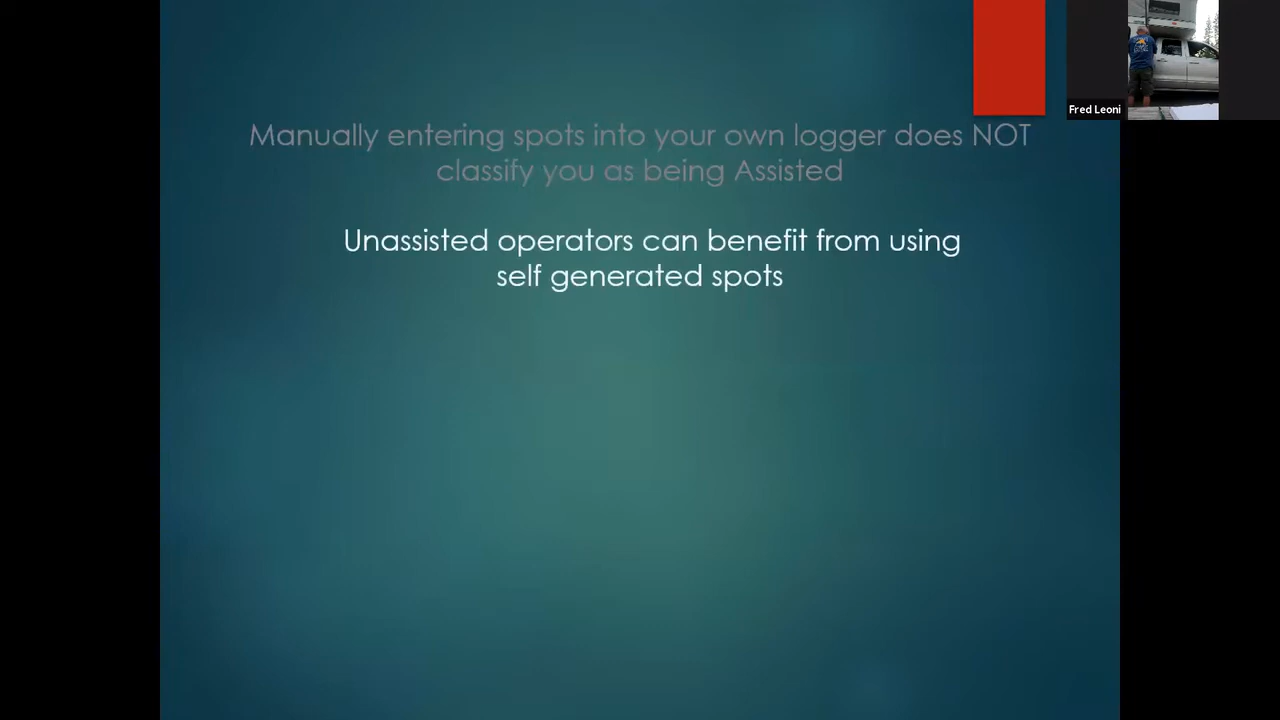 Manually entering spots into your own logger does NOT
classify you as being Assisted
Unassisted operators can benefit from using
self generated spots
Fred Leoni